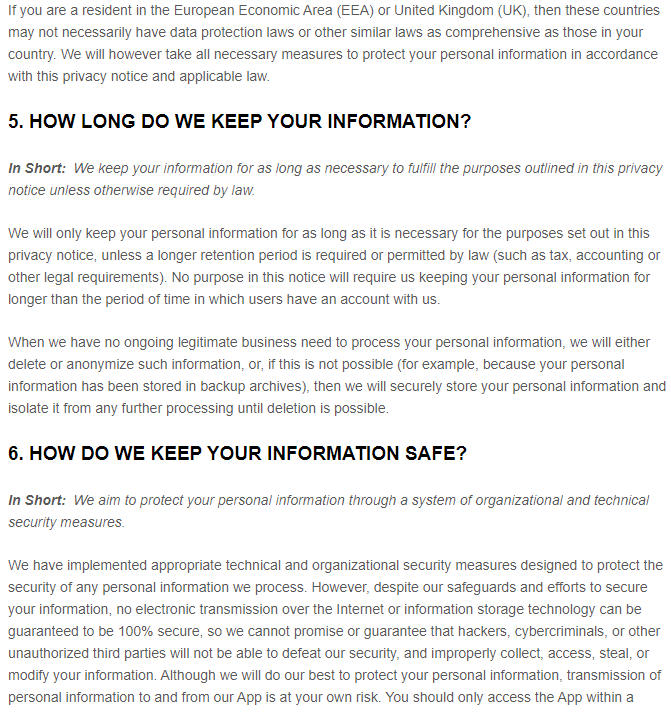 If you are a resident in the European Economic Area (EEA) or United Kingdom (UK), then these countries
may not necessarily have data protection laws or other similar laws as comprehensive as those in your
country. We will however take all necessary measures to protect your personal information in accordance
with this privacy notice and applicable law.
5. HOW LONG DO WE KEEP YOUR INFORMATION?
In Short: We keep your information for as long as necessary to fulfill the purposes outlined in this privacy
notice unless otherwise required by law.
We will only keep your personal information for as long as it is necessary for the purposes set out in this
privacy notice, unless a longer retention period is required or permitted by law (such as tax, accounting or
other legal requirements). No purpose in this notice will require us keeping your personal information for
longer than the period of time in which users have an account with us.
When we have no ongoing legitimate business need to process your personal information, we will either
delete or anonymize such information, or, if this is not possible (for example, because your personal
information has been stored in backup archives), then we will securely store your personal information and
isolate it from any further processing until deletion is possible.
6. HOW DO WE KEEP YOUR INFORMATION SAFE?
In Short: We aim to protect your personal information through a system of organizational and technical
security measures.
We have implemented appropriate technical and organizational security measures designed to protect the
security of any personal information we process. However, despite our safeguards and efforts to secure
your information, no electronic transmission over the Internet or information storage technology can be
guaranteed to be 100% secure, so we cannot promise or guarantee that hackers, cybercriminals, or other
unauthorized third parties will not be able to defeat our security, and improperly collect, access, steal, or
modify your information. Although we will do our best to protect your personal information, transmission of
personal information to and from our App is at your own risk. You should only access the App within a